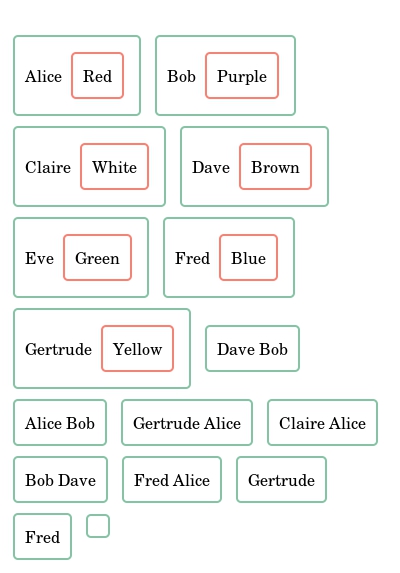 Alice Red Bob Purple
Claire White Dave Brown
Eve Green Fred Blue
Gertrude Yellow Dave Bob
Alice Bob Gertrude Alice Claire Alice
Bob Dave Fred Alice Gertrude
Fred